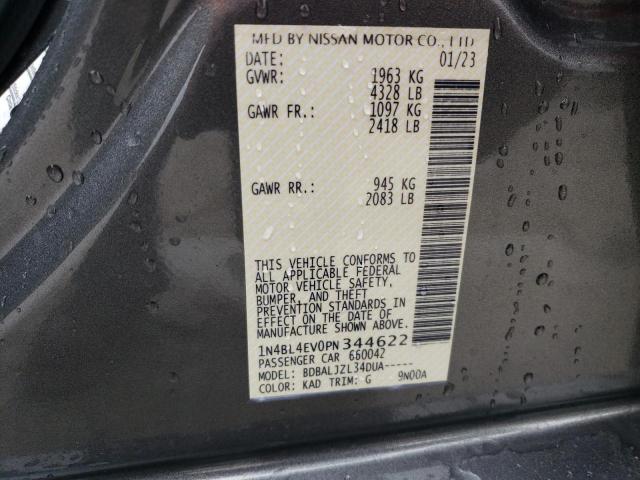 MFD BY NISSAN MOTOR CO., LTD
DATE: 01/23
GVWR: 1963 KG
4328 LB
GAWR FR.: 1097 KG
2418 LB
GAWR RR.: 945 KG
2083 LB
THIS VEHICLE CONFORMS TO
ALL APPLICABLE FEDERAL
MOTOR VEHICLE SAFETY,
BUMPER, AND THEFT
PREVENTION STANDARDS IN
EFFECT ON THE DATE OF
MANUFACTURE SHOWN ABOVE.
1N4BL4EV0PN344622
PASSENGER CAR 660042
MODEL: BDBALJZL34DUA-----
COLOR: KAD TRIM: G 9N00A